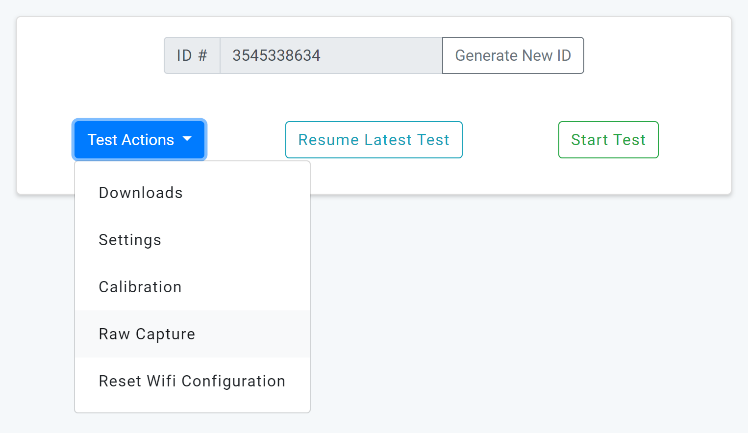 ID # 3545338634 Generate New ID
Test Actions Resume Latest Test Start Test
Downloads
Settings
Calibration
Raw Capture
Reset Wifi Configuration